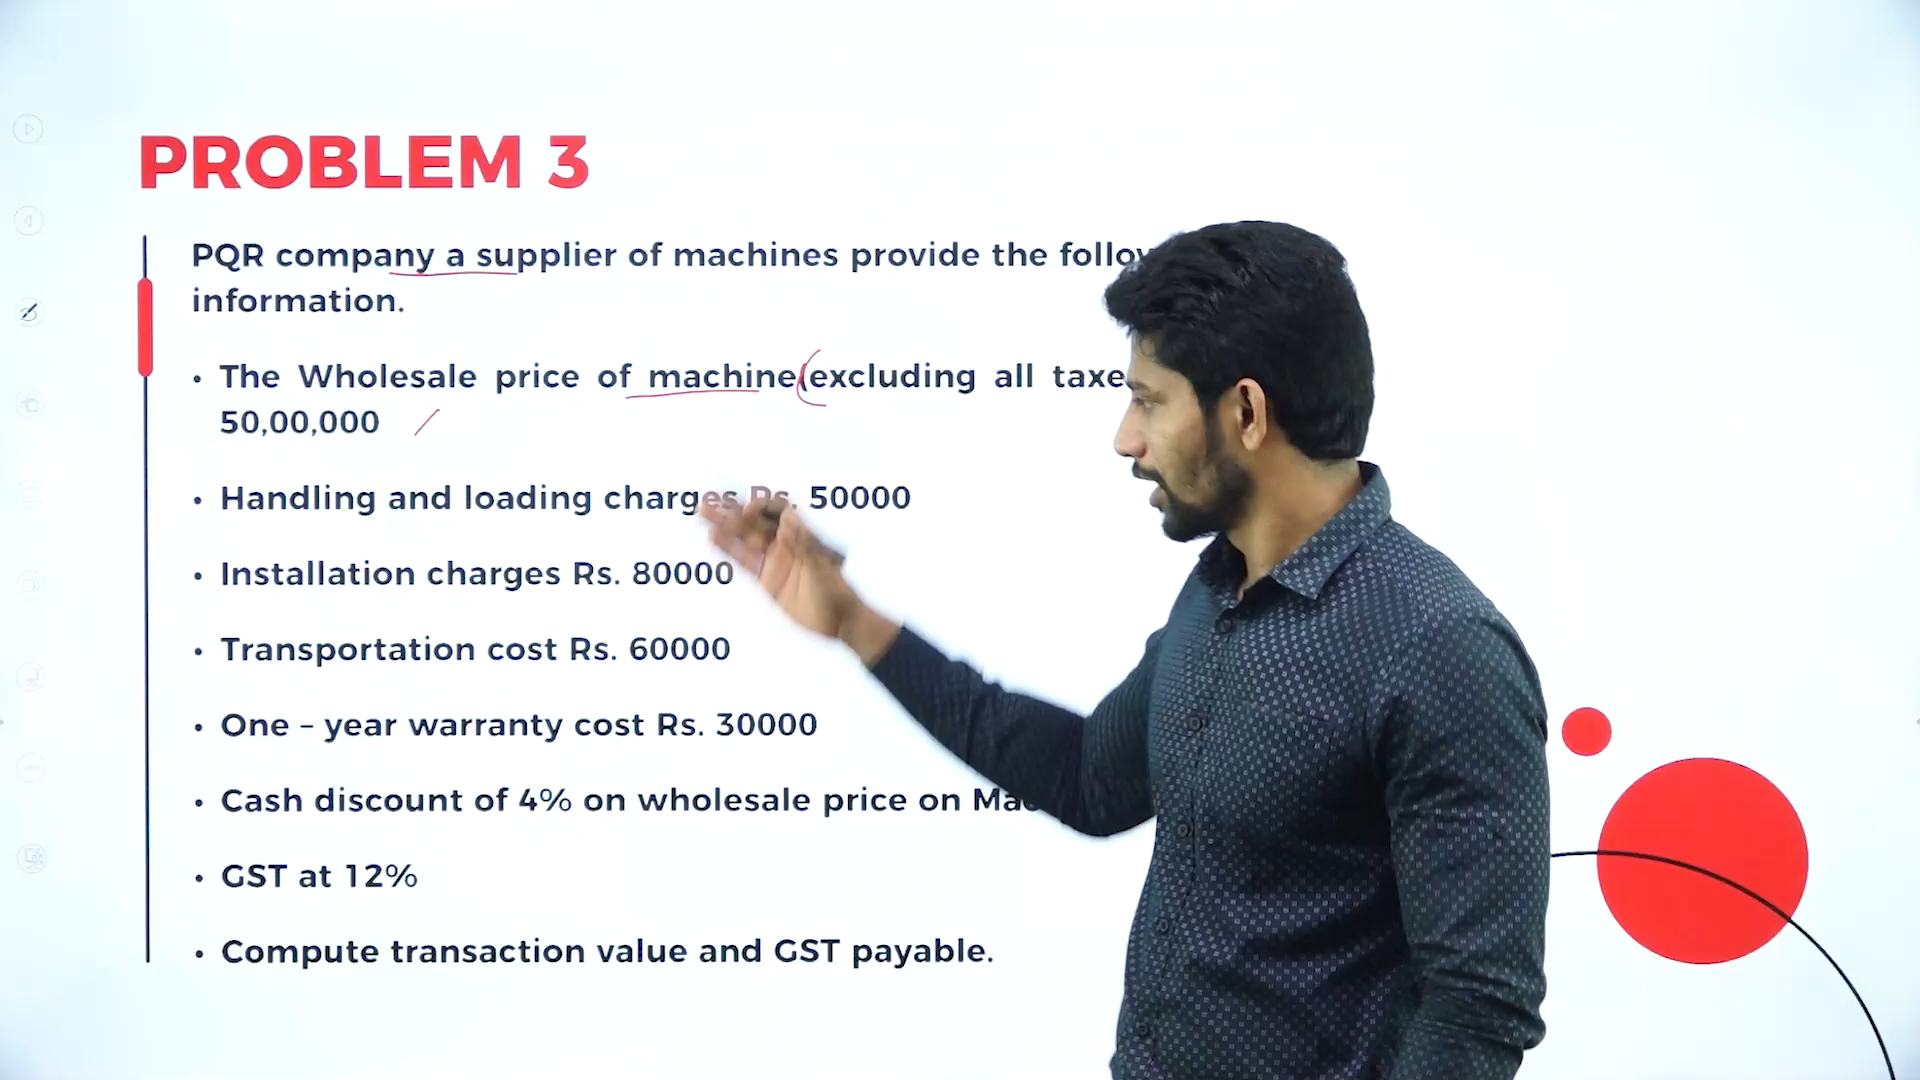 PROBLEM 3
PQR company a supplier of machines provide the
information.
• The Wholesale price of machine(excluding all
50,00,000
• Handling and loading charges Rs. 50000
• Installation charges Rs. 80000
• Transportation cost Rs. 60000
• One – year warranty cost Rs. 30000
• Cash discount of 4% on wholesale price on
• GST at 12%
• Compute transaction value and GST payable.